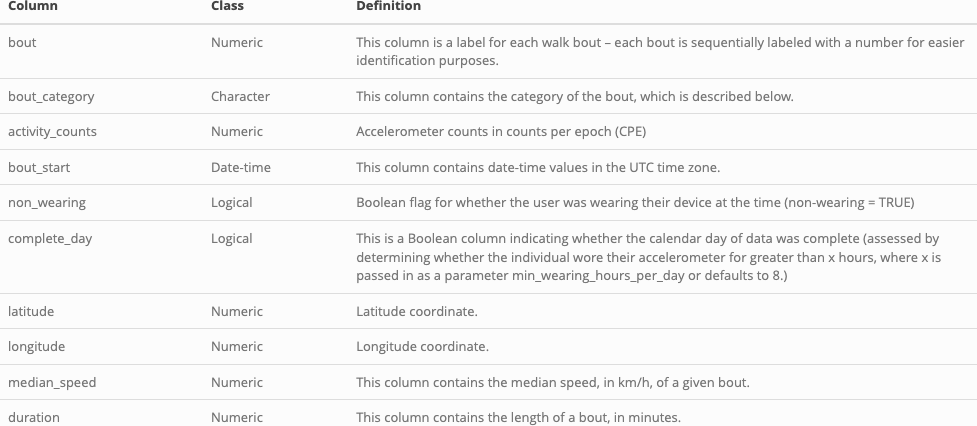 Column Class Definition
bout Numeric This column is a label for each walk bout – each bout is sequentially labeled with a number for easier
identification purposes.
bout_category Character This column contains the category of the bout, which is described below.
activity_counts Numeric Accelerometer counts in counts per epoch (CPE)
bout_start Date-time This column contains date-time values in the UTC time zone.
non_wearing Logical Boolean flag for whether the user was wearing their device at the time (non-wearing = TRUE)
complete_day Logical This is a Boolean column indicating whether the calendar day of data was complete (assessed by
determining whether the individual wore their accelerometer for greater than x hours, where x is
passed in as a parameter min_wearing_hours_per_day or defaults to 8.)
latitude Numeric Latitude coordinate.
longitude Numeric Longitude coordinate.
median_speed Numeric This column contains the median speed, in km/h, of a given bout.
duration Numeric This column contains the length of a bout, in minutes.